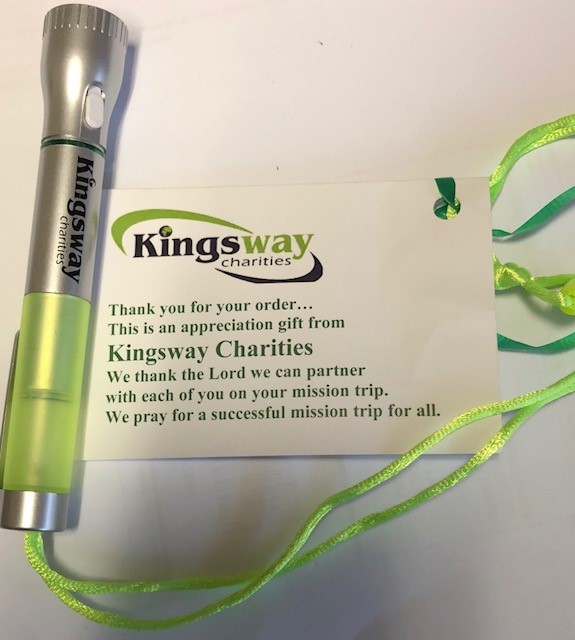 Kingsway
charities
Kingsway
charities
Thank you for your order...
This is an appreciation gift from
Kingsway Charities
We thank the Lord we can partner
with each of you on your mission trip.
We pray for a successful mission trip for all.